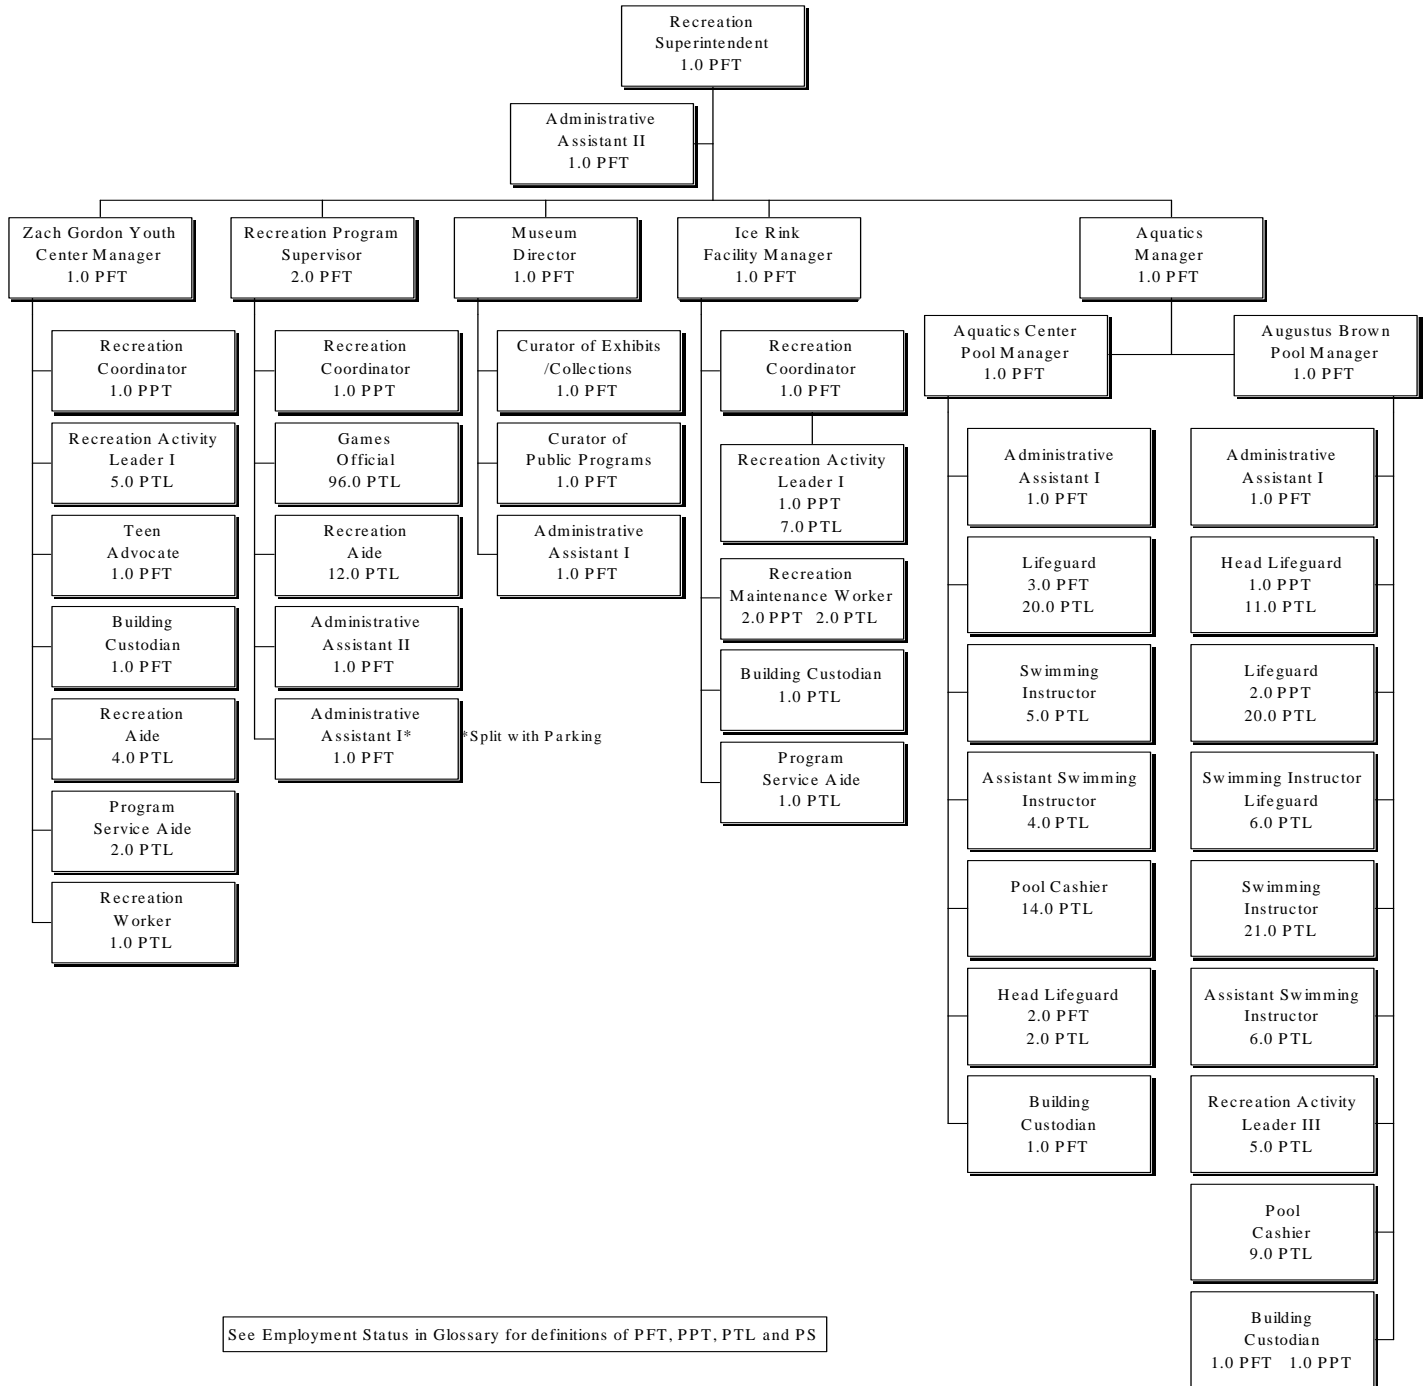 Recreation
Superintendent
1.0 PFT
Administrative
Assistant II
1.0 PFT
Zach Gordon Youth
Center Manager
1.0 PFT
Recreation Program
Supervisor
2.0 PFT
Museum
Director
1.0 PFT
Ice Rink
Facility Manager
1.0 PFT
Aquatics
Manager
1.0 PFT
Recreation
Coordinator
1.0 PPT
Recreation Activity
Leader I
5.0 PTL
Teen
Advocate
1.0 PFT
Building
Custodian
1.0 PFT
Recreation
Aide
4.0 PTL
Program
Service Aide
2.0 PTL
Recreation
Worker
1.0 PTL
Recreation
Coordinator
1.0 PPT
Games
Official
96.0 PTL
Recreation
Aide
12.0 PTL
Administrative
Assistant II
1.0 PFT
Administrative
Assistant I*
1.0 PFT
*Split with Parking
Curator of Exhibits
/Collections
1.0 PFT
Curator of
Public Programs
1.0 PFT
Administrative
Assistant I
1.0 PFT
Recreation
Coordinator
1.0 PFT
Recreation Activity
Leader I
1.0 PPT
7.0 PTL
Recreation
Maintenance Worker
2.0 PPT 2.0 PTL
Building Custodian
1.0 PTL
Program
Service Aide
1.0 PTL
Aquatics Center
Pool Manager
1.0 PFT
Administrative
Assistant I
1.0 PFT
Lifeguard
3.0 PFT
20.0 PTL
Swimming
Instructor
5.0 PTL
Assistant Swimming
Instructor
4.0 PTL
Pool Cashier
14.0 PTL
Head Lifeguard
2.0 PFT
2.0 PTL
Building
Custodian
1.0 PFT
Augustus Brown
Pool Manager
1.0 PFT
Administrative
Assistant I
1.0 PFT
Head Lifeguard
1.0 PPT
11.0 PTL
Lifeguard
2.0 PPT
20.0 PTL
Swimming Instructor
Lifeguard
6.0 PTL
Swimming
Instructor
21.0 PTL
Assistant Swimming
Instructor
6.0 PTL
Recreation Activity
Leader III
5.0 PTL
Pool
Cashier
9.0 PTL
Building
Custodian
1.0 PFT 1.0 PPT
See Employment Status in Glossary for definitions of PFT, PPT, PTL and PS